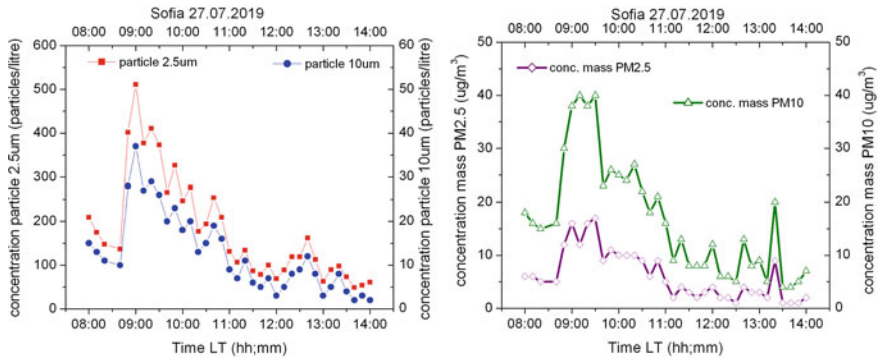 Sofia 27.07.2019
08:00 09:00 10:00 11:00 12:00 13:00 14:00
particle 2.5um particle 10um
concentration particle 2.5um (particles/litre)
600
500
400
300
200
100
0
60
50
40
30
20
10
0
concentration particle 10um (particles/litre)
08:00 09:00 10:00 11:00 12:00 13:00 14:00
Time LT (hh;mm)
Sofia 27.07.2019
08:00 09:00 10:00 11:00 12:00 13:00 14:00
conc. mass PM2.5
conc. mass PM10
concentration mass PM2.5 (ug/m³)
50
40
30
20
10
0
50
40
30
20
10
0
concentration mass PM10 (ug/m³)
08:00 09:00 10:00 11:00 12:00 13:00 14:00
Time LT (hh;mm)